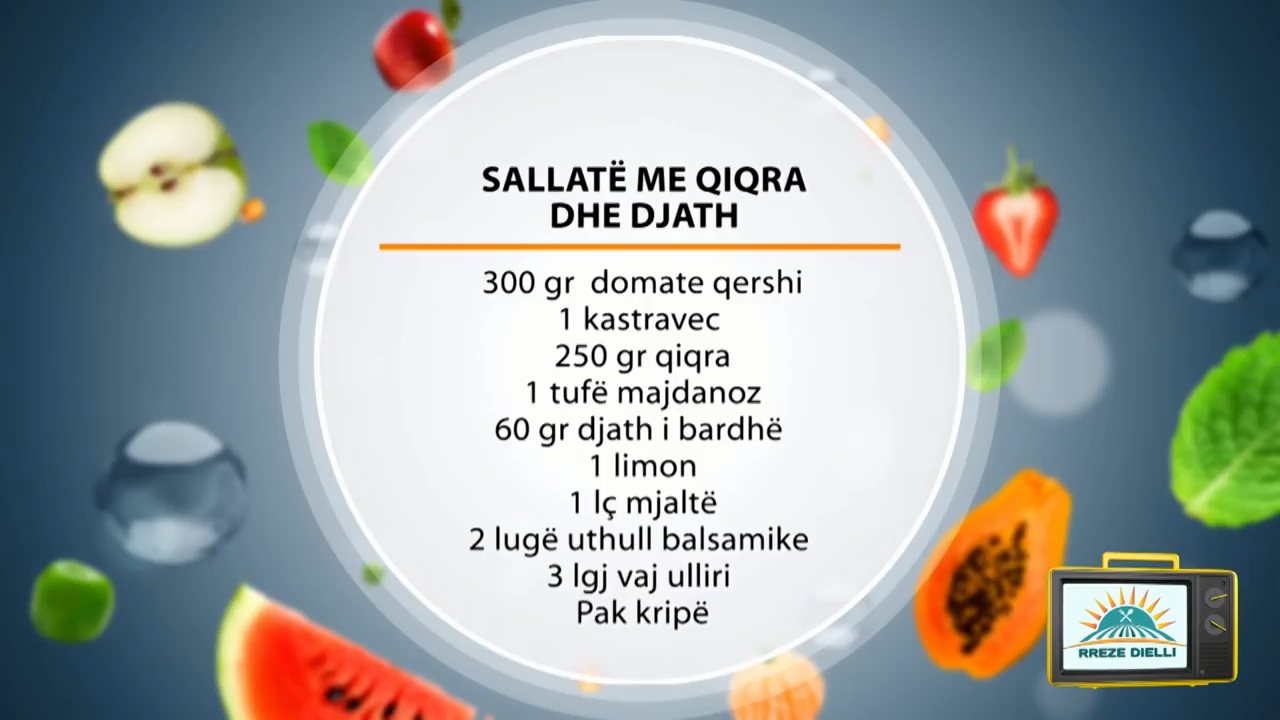 SALLATË ME QIQRA
DHE DJATH
300 gr  domate qershi
1 kastravec
250 gr qiqra
1 tufë majdanoz
60 gr djath i bardhë
1 limon
1 lç mjaltë
2 lugë uthull balsamike
3 lgj vaj ulliri
Pak kripë
RREZE DIELLI